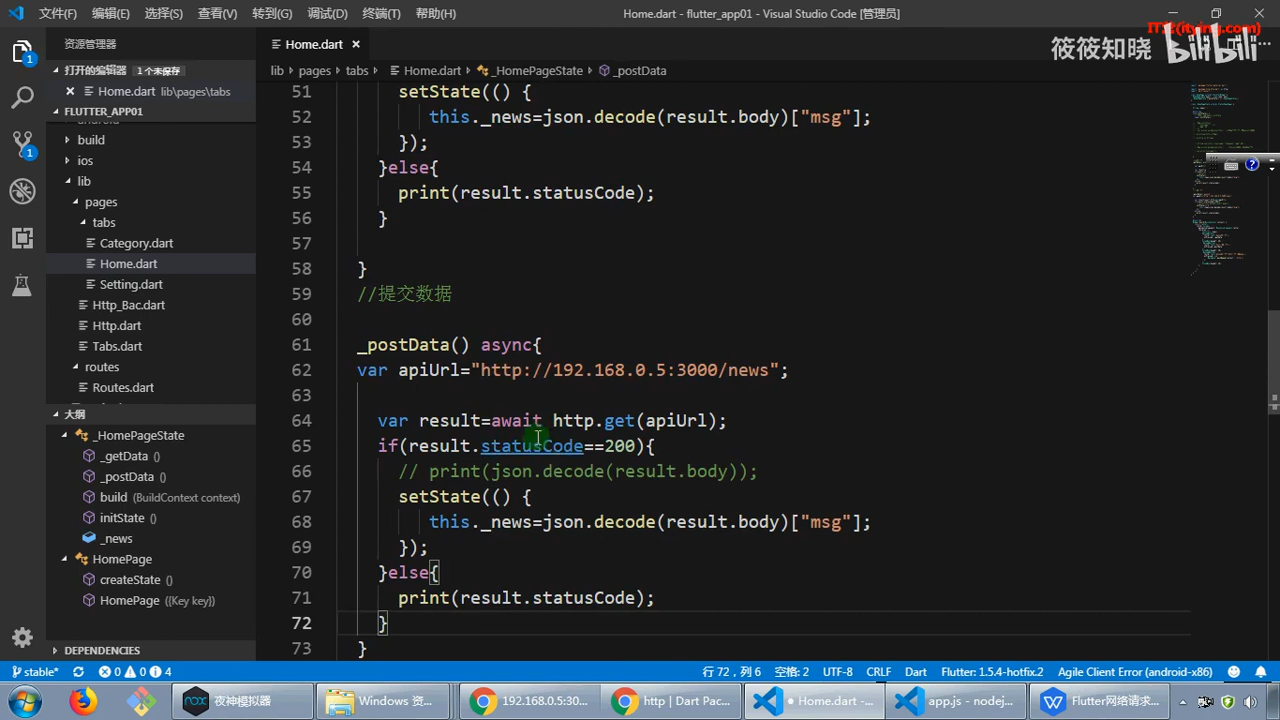 文件(F) 编辑(E) 选择(S) 查看(V) 转到(G) 调试(D) 终端(T) 帮助(H)
Home.dart - flutter_app01 - Visual Studio Code [管理员]
(itying.com)
筱筱知晓 bilibili
资源管理器
Home.dart
打开的编辑器 1 个未保存
lib pages tabs Home.dart _HomePageState _postData
Home.dart lib\pages\tabs
FLUTTER_APP01
build
ios
lib
pages
tabs
Category.dart
Home.dart
Setting.dart
Http_Bac.dart
Http.dart
Tabs.dart
routes
Routes.dart
大纲
_HomePageState
_getData ()
_postData ()
build (BuildContext context)
initState ()
_news
HomePage
createState ()
HomePage ({Key key})
DEPENDENCIES
51 setState(() {
52 this._news=json.decode(result.body)["msg"];
53 });
54 }else{
55 print(result.statusCode);
56 }
57
58 }
59 //提交数据
60
61 _postData() async{
62 var apiUrl="http://192.168.0.5:3000/news";
63
64 var result=await http.get(apiUrl);
65 if(result.statusCode==200){
66 // print(json.decode(result.body));
67 setState(() {
68 this._news=json.decode(result.body)["msg"];
69 });
70 }else{
71 print(result.statusCode);
72 }
73 }
stable* 0 0 4
行 72, 列 6 空格: 2 UTF-8 CRLF Dart Flutter: 1.5.4-hotfix.2 Agile Client Error (android-x86)
夜神模拟器
Windows 资...
192.168.0.5:30...
http | Dart Pac...
● Home.dart -...
app.js - nodej...
Flutter网络请求...